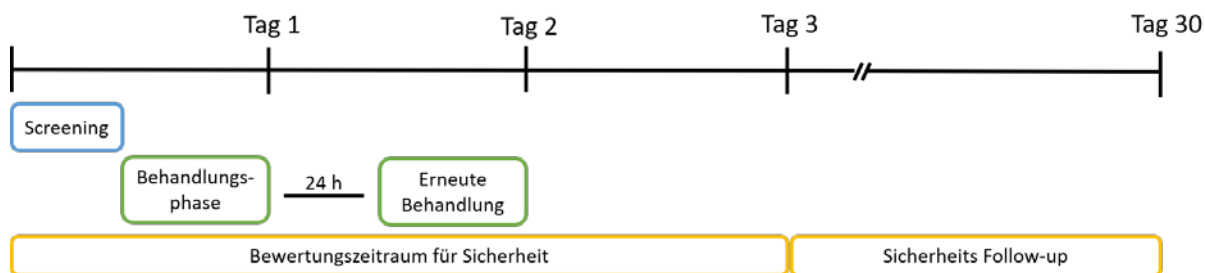 Tag 1 Tag 2 Tag 3 Tag 30
Screening
Behandlungs-
phase
24 h
Erneute
Behandlung
Bewertungszeitraum für Sicherheit
Sicherheits Follow-up